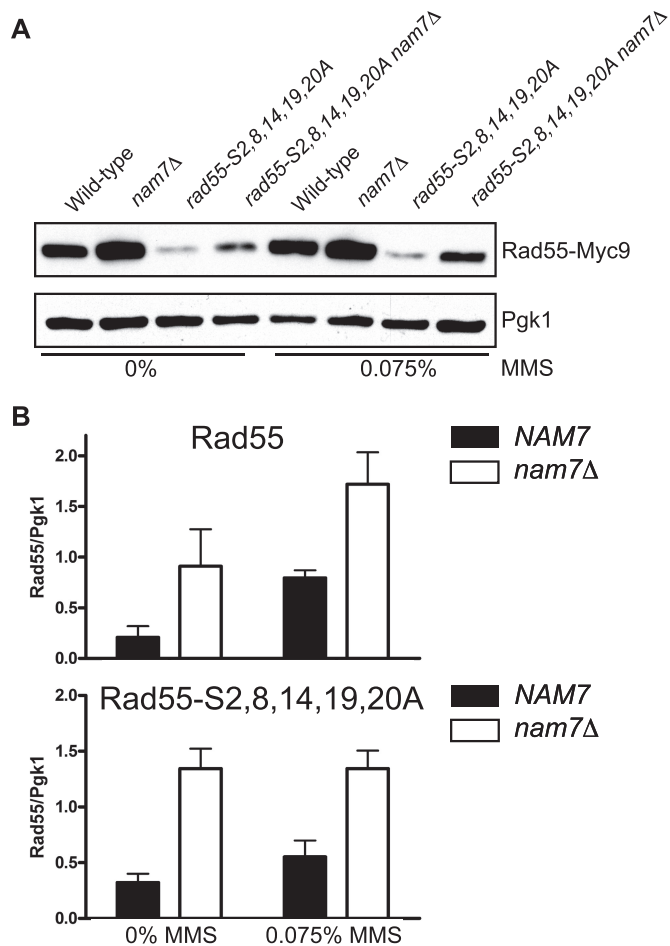 A
Wild-type
nam7Δ
rad55-S2,8,14,19,20A
rad55-S2,8,14,19,20A nam7Δ
Wild-type
nam7Δ
rad55-S2,8,14,19,20A
rad55-S2,8,14,19,20A nam7Δ
Rad55-Myc9
Pgk1
0% 0.075% MMS
B
Rad55
NAM7
nam7Δ
Rad55/Pgk1
2.0
1.5
1.0
0.5
0.0
Rad55-S2,8,14,19,20A
NAM7
nam7Δ
Rad55/Pgk1
2.0
1.5
1.0
0.5
0.0
0% MMS 0.075% MMS